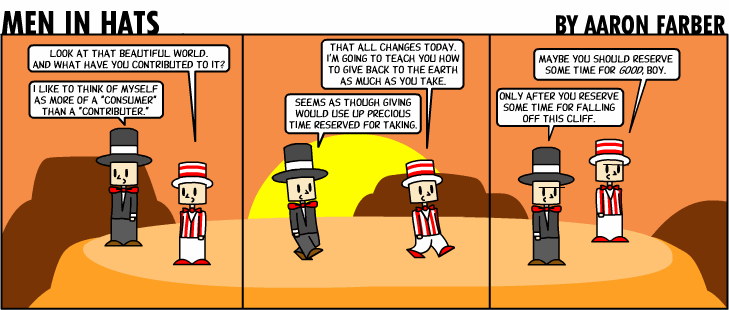 MEN IN HATS
BY AARON FARBER
LOOK AT THAT BEAUTIFUL WORLD.
AND WHAT HAVE YOU CONTRIBUTED TO IT?
I LIKE TO THINK OF MYSELF
AS MORE OF A "CONSUMER"
THAN A "CONTRIBUTER."
THAT ALL CHANGES TODAY.
I'M GOING TO TEACH YOU HOW
TO GIVE BACK TO THE EARTH
AS MUCH AS YOU TAKE.
SEEMS AS THOUGH GIVING
WOULD USE UP PRECIOUS
TIME RESERVED FOR TAKING.
MAYBE YOU SHOULD RESERVE
SOME TIME FOR GOOD, BOY.
ONLY AFTER YOU RESERVE
SOME TIME FOR FALLING
OFF THIS CLIFF.